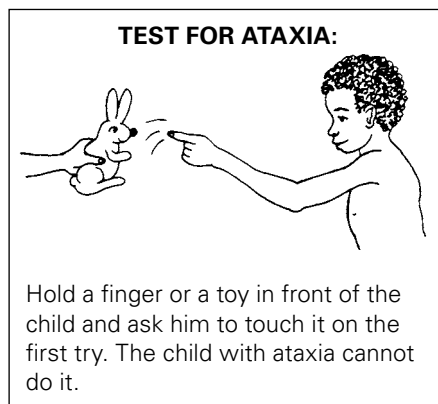 TEST FOR ATAXIA:
Hold a finger or a toy in front of the
child and ask him to touch it on the
first try. The child with ataxia cannot
do it.